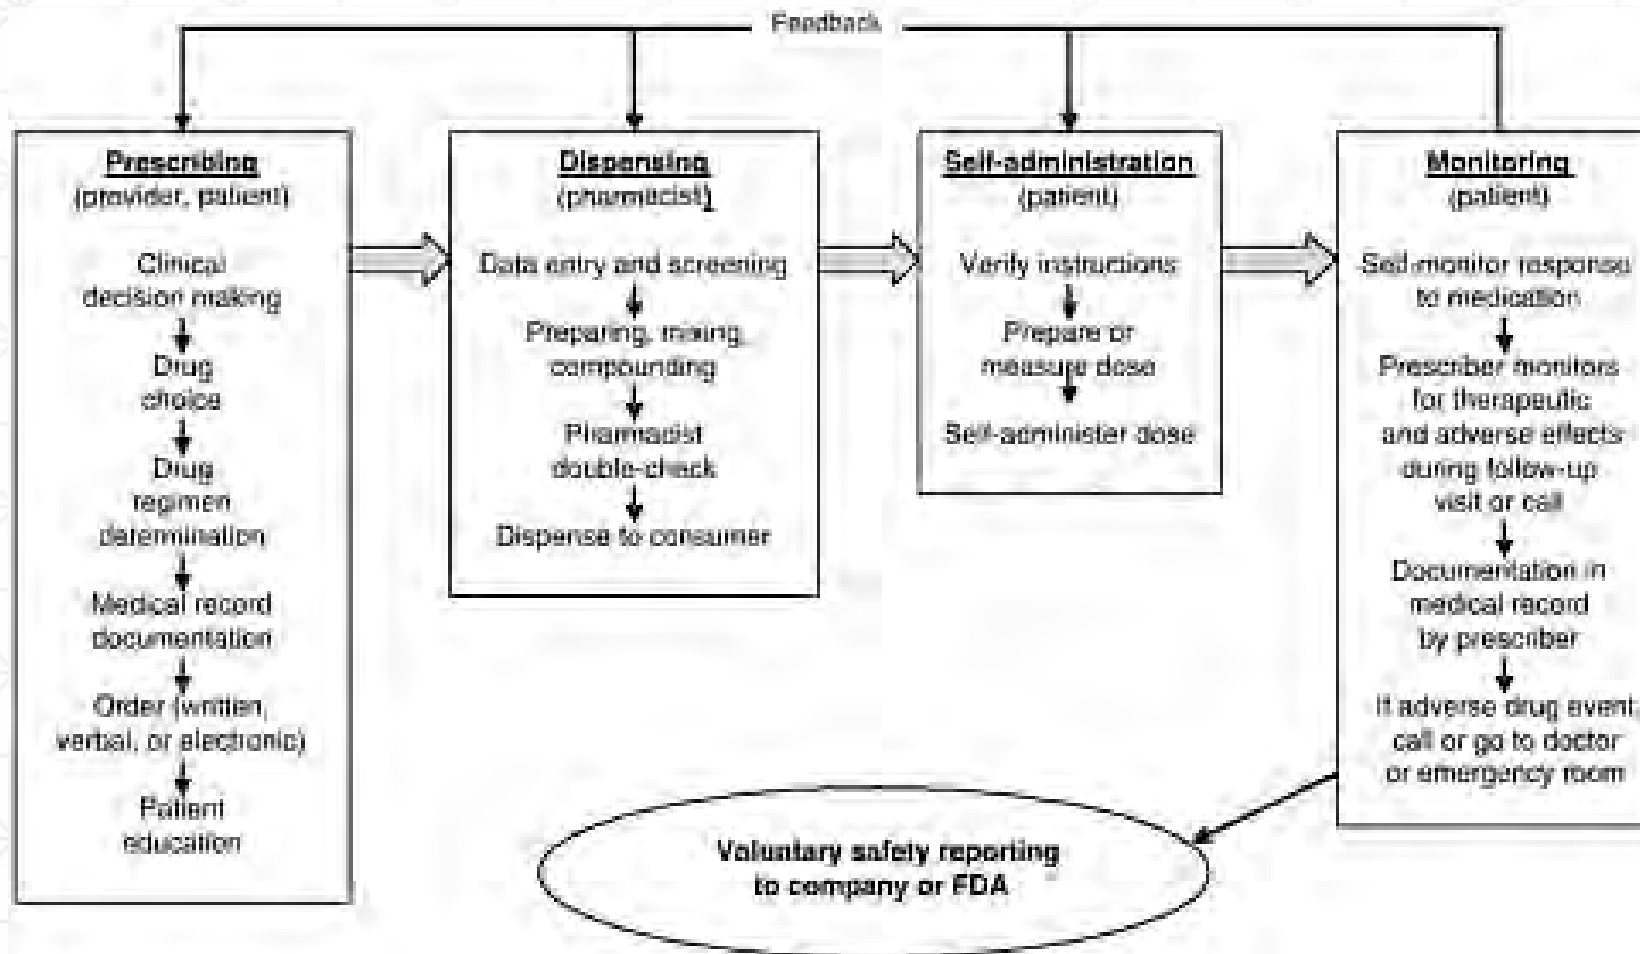 Feedback
Prescribing
(provider, patient)
Clinical
decision making
Drug
choice
Drug
regimen
determination
Medical record
documentation
Order (written,
verbal, or electronic)
Patient
education
Dispensing
(pharmacist)
Data entry and screening
Preparing, mixing,
compounding
Pharmacist
double-check
Dispense to consumer
Self-administration
(patient)
Verify instructions
Prepare or
measure dose
Self-administer dose
Monitoring
(patient)
Self-monitor response
to medication
Prescriber monitors
for therapeutic
and adverse effects
during follow-up
visit or call
Documentation in
medical record
by prescriber
If adverse drug event,
call or go to doctor
or emergency room
Voluntary safety reporting
to company or FDA